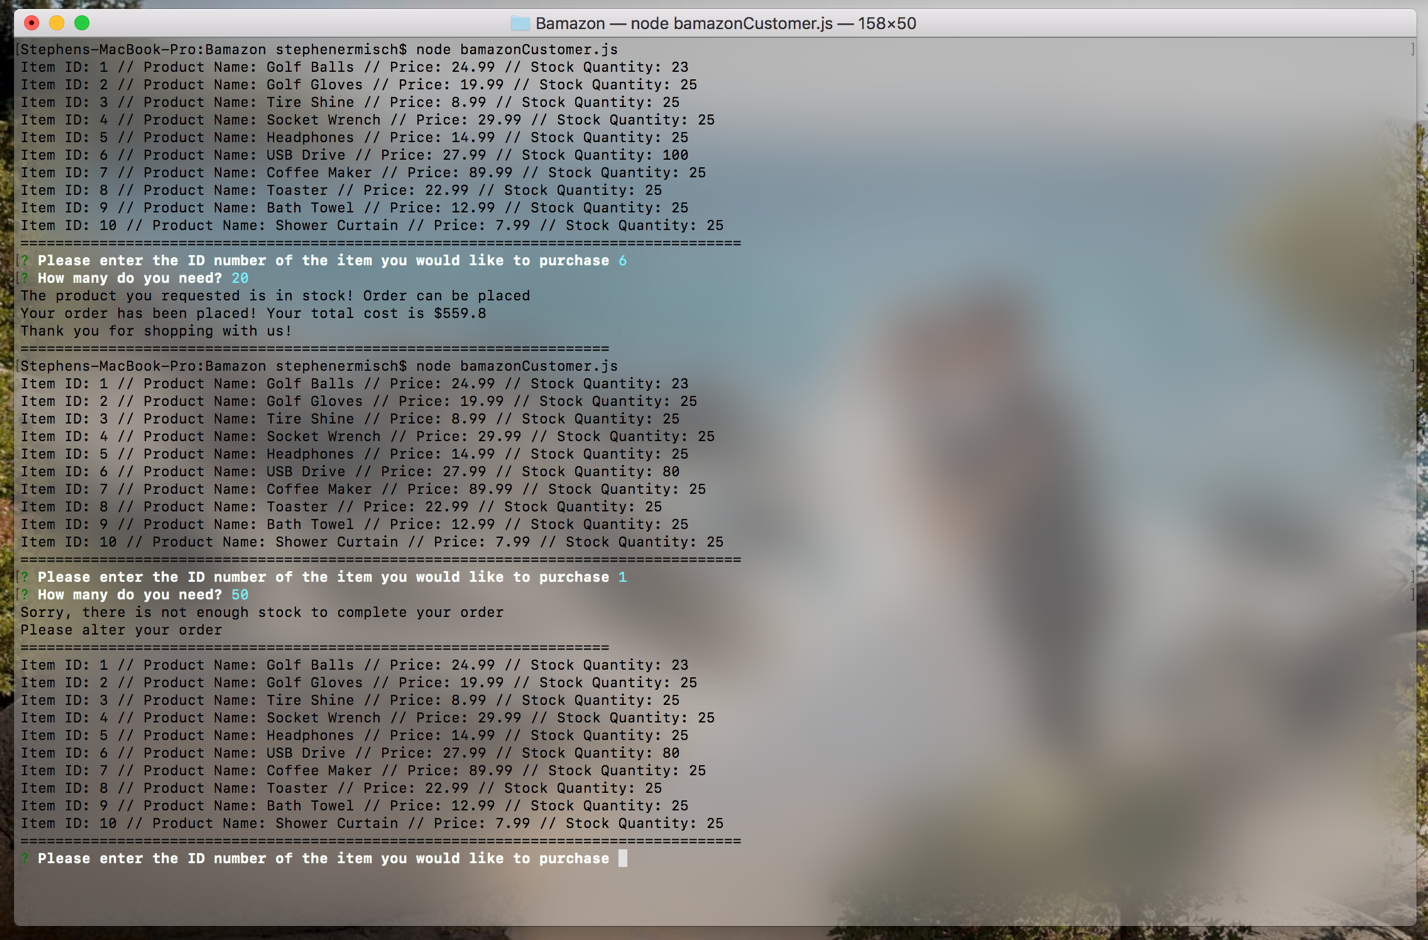 Bamazon — node bamazonCustomer.js — 158×50
[Stephens-MacBook-Pro:Bamazon stephenermisch$ node bamazonCustomer.js ]
Item ID: 1 // Product Name: Golf Balls // Price: 24.99 // Stock Quantity: 23
Item ID: 2 // Product Name: Golf Gloves // Price: 19.99 // Stock Quantity: 25
Item ID: 3 // Product Name: Tire Shine // Price: 8.99 // Stock Quantity: 25
Item ID: 4 // Product Name: Socket Wrench // Price: 29.99 // Stock Quantity: 25
Item ID: 5 // Product Name: Headphones // Price: 14.99 // Stock Quantity: 25
Item ID: 6 // Product Name: USB Drive // Price: 27.99 // Stock Quantity: 100
Item ID: 7 // Product Name: Coffee Maker // Price: 89.99 // Stock Quantity: 25
Item ID: 8 // Product Name: Toaster // Price: 22.99 // Stock Quantity: 25
Item ID: 9 // Product Name: Bath Towel // Price: 12.99 // Stock Quantity: 25
Item ID: 10 // Product Name: Shower Curtain // Price: 7.99 // Stock Quantity: 25
==================================================================================
[? Please enter the ID number of the item you would like to purchase 6 ]
[? How many do you need? 20 ]
The product you requested is in stock! Order can be placed
Your order has been placed! Your total cost is $559.8
Thank you for shopping with us!
===================================================================
[Stephens-MacBook-Pro:Bamazon stephenermisch$ node bamazonCustomer.js ]
Item ID: 1 // Product Name: Golf Balls // Price: 24.99 // Stock Quantity: 23
Item ID: 2 // Product Name: Golf Gloves // Price: 19.99 // Stock Quantity: 25
Item ID: 3 // Product Name: Tire Shine // Price: 8.99 // Stock Quantity: 25
Item ID: 4 // Product Name: Socket Wrench // Price: 29.99 // Stock Quantity: 25
Item ID: 5 // Product Name: Headphones // Price: 14.99 // Stock Quantity: 25
Item ID: 6 // Product Name: USB Drive // Price: 27.99 // Stock Quantity: 80
Item ID: 7 // Product Name: Coffee Maker // Price: 89.99 // Stock Quantity: 25
Item ID: 8 // Product Name: Toaster // Price: 22.99 // Stock Quantity: 25
Item ID: 9 // Product Name: Bath Towel // Price: 12.99 // Stock Quantity: 25
Item ID: 10 // Product Name: Shower Curtain // Price: 7.99 // Stock Quantity: 25
==================================================================================
[? Please enter the ID number of the item you would like to purchase 1 ]
[? How many do you need? 50 ]
Sorry, there is not enough stock to complete your order
Please alter your order
===================================================================
Item ID: 1 // Product Name: Golf Balls // Price: 24.99 // Stock Quantity: 23
Item ID: 2 // Product Name: Golf Gloves // Price: 19.99 // Stock Quantity: 25
Item ID: 3 // Product Name: Tire Shine // Price: 8.99 // Stock Quantity: 25
Item ID: 4 // Product Name: Socket Wrench // Price: 29.99 // Stock Quantity: 25
Item ID: 5 // Product Name: Headphones // Price: 14.99 // Stock Quantity: 25
Item ID: 6 // Product Name: USB Drive // Price: 27.99 // Stock Quantity: 80
Item ID: 7 // Product Name: Coffee Maker // Price: 89.99 // Stock Quantity: 25
Item ID: 8 // Product Name: Toaster // Price: 22.99 // Stock Quantity: 25
Item ID: 9 // Product Name: Bath Towel // Price: 12.99 // Stock Quantity: 25
Item ID: 10 // Product Name: Shower Curtain // Price: 7.99 // Stock Quantity: 25
==================================================================================
? Please enter the ID number of the item you would like to purchase